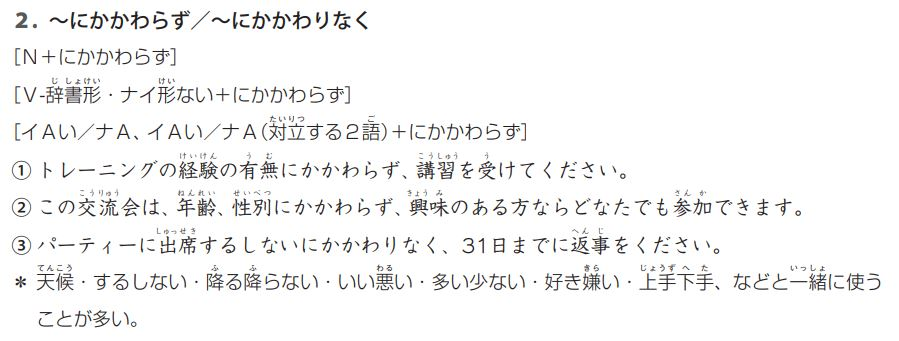 2．～にかかわらず／～にかかわりなく
［N＋にかかわらず］
［V-辞書形・ナイ形ない＋にかかわらず］
［イAい／ナA、イAい／ナA（対立する2語）＋にかかわらず］
① トレーニングの経験の有無にかかわらず、講習を受けてください。
② この交流会は、年齢、性別にかかわらず、興味のある方ならどなたでも参加できます。
③ パーティーに出席するしないにかかわりなく、31日までに返事をください。
＊ 天候・するしない・降る降らない・いい悪い・多い少ない・好き嫌い・上手下手、などと一緒に使う
ことが多い。